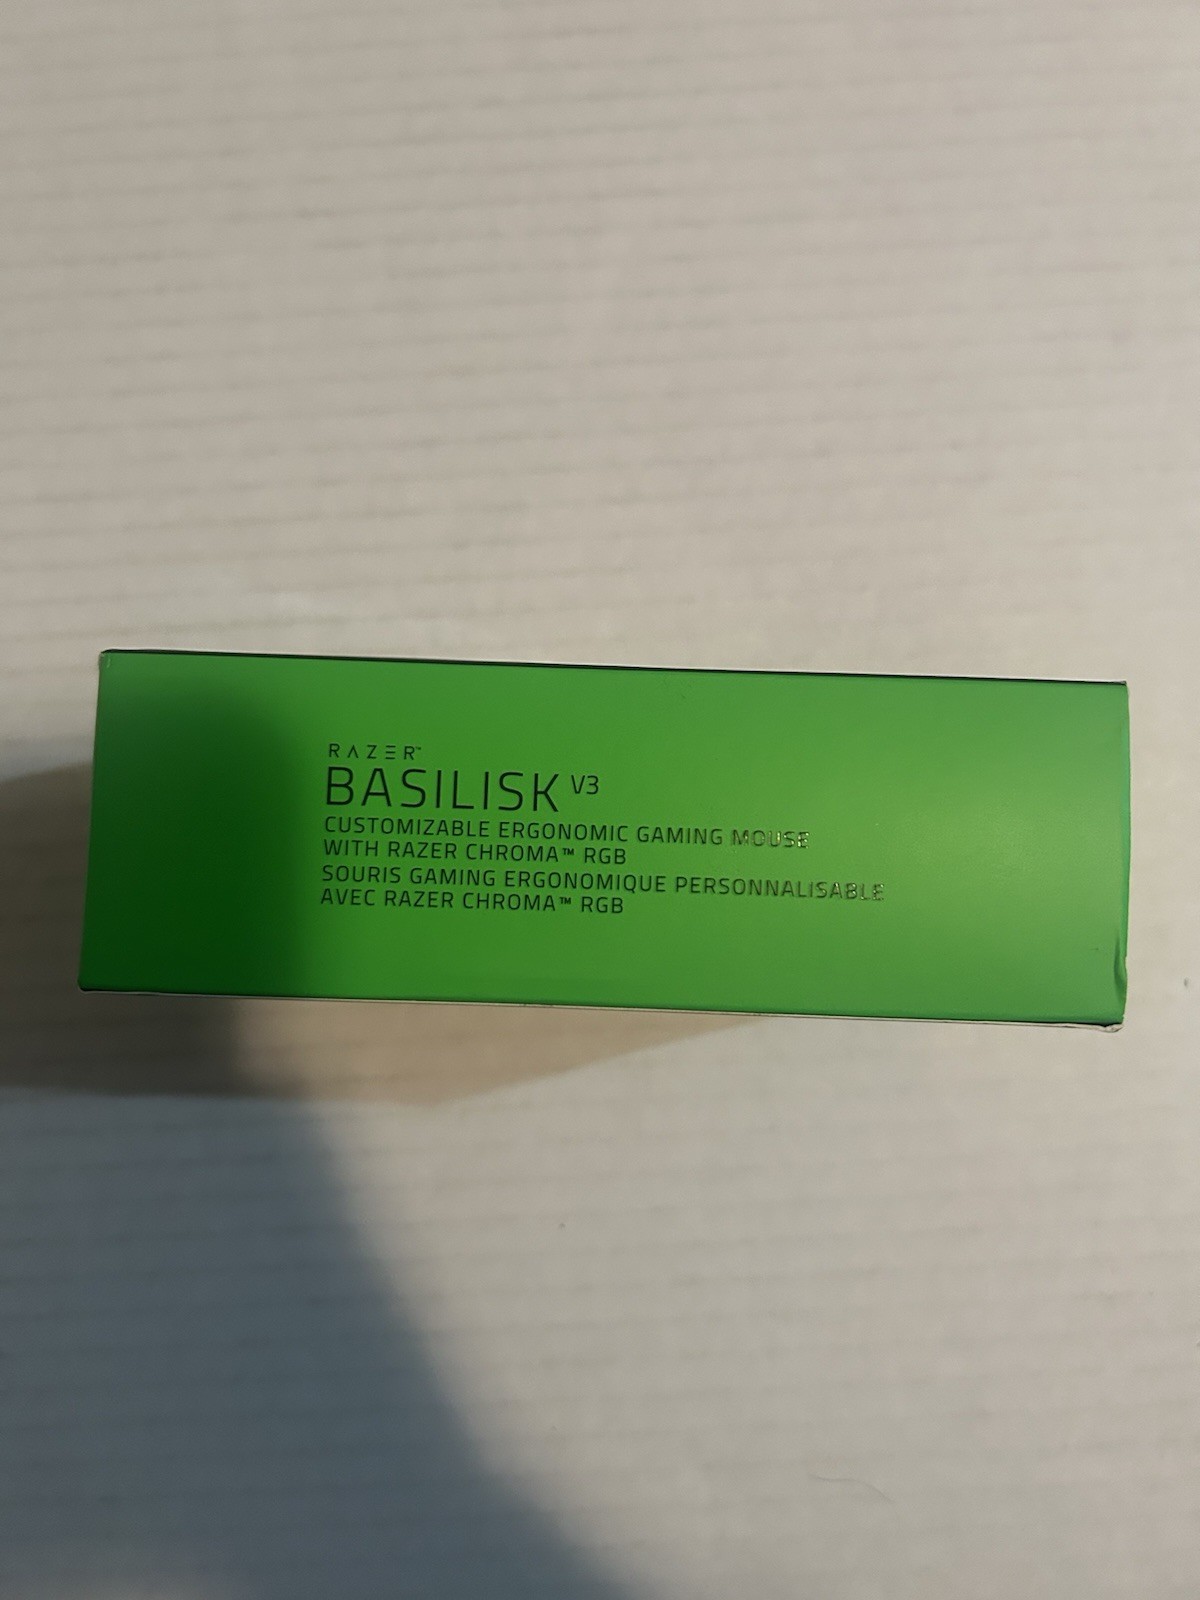 RAZER™
BASILISK V3
CUSTOMIZABLE ERGONOMIC GAMING MOUSE
WITH RAZER CHROMA™ RGB
SOURIS GAMING ERGONOMIQUE PERSONNALISABLE
AVEC RAZER CHROMA™ RGB